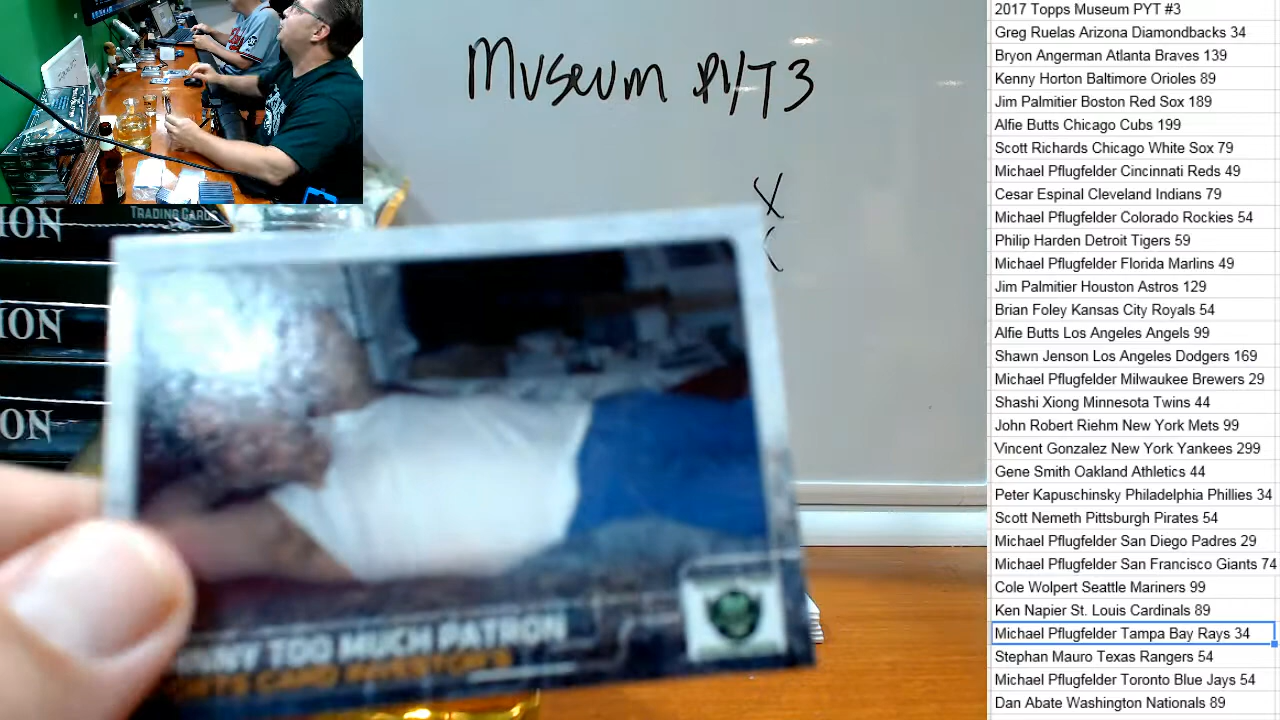 Museum PYT 3
X
TRADING CARDS
ION
ION
ON
NNY TOO MUCH PATRON
2017 Topps Museum PYT #3
Greg Ruelas Arizona Diamondbacks 34
Bryon Angerman Atlanta Braves 139
Kenny Horton Baltimore Orioles 89
Jim Palmitier Boston Red Sox 189
Alfie Butts Chicago Cubs 199
Scott Richards Chicago White Sox 79
Michael Pflugfelder Cincinnati Reds 49
Cesar Espinal Cleveland Indians 79
Michael Pflugfelder Colorado Rockies 54
Philip Harden Detroit Tigers 59
Michael Pflugfelder Florida Marlins 49
Jim Palmitier Houston Astros 129
Brian Foley Kansas City Royals 54
Alfie Butts Los Angeles Angels 99
Shawn Jenson Los Angeles Dodgers 169
Michael Pflugfelder Milwaukee Brewers 29
Shashi Xiong Minnesota Twins 44
John Robert Riehm New York Mets 99
Vincent Gonzalez New York Yankees 299
Gene Smith Oakland Athletics 44
Peter Kapuschinsky Philadelphia Phillies 34
Scott Nemeth Pittsburgh Pirates 54
Michael Pflugfelder San Diego Padres 29
Michael Pflugfelder San Francisco Giants 74
Cole Wolpert Seattle Mariners 99
Ken Napier St. Louis Cardinals 89
Michael Pflugfelder Tampa Bay Rays 34
Stephan Mauro Texas Rangers 54
Michael Pflugfelder Toronto Blue Jays 54
Dan Abate Washington Nationals 89